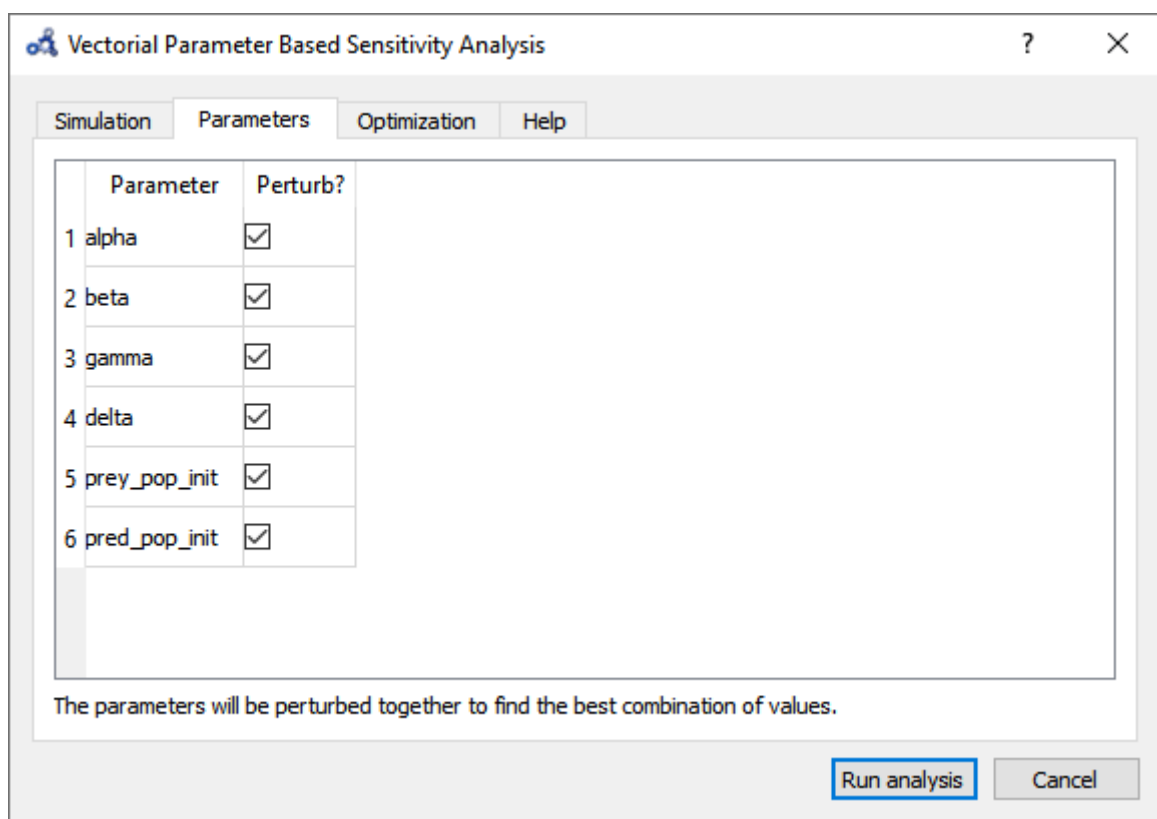 Vectorial Parameter Based Sensitivity Analysis ?
Simulation Parameters Optimization Help
Parameter Perturb?
1 alpha
2 beta
3 gamma
4 delta
5 prey_pop_init
6 pred_pop_init
The parameters will be perturbed together to find the best combination of values.
Run analysis Cancel